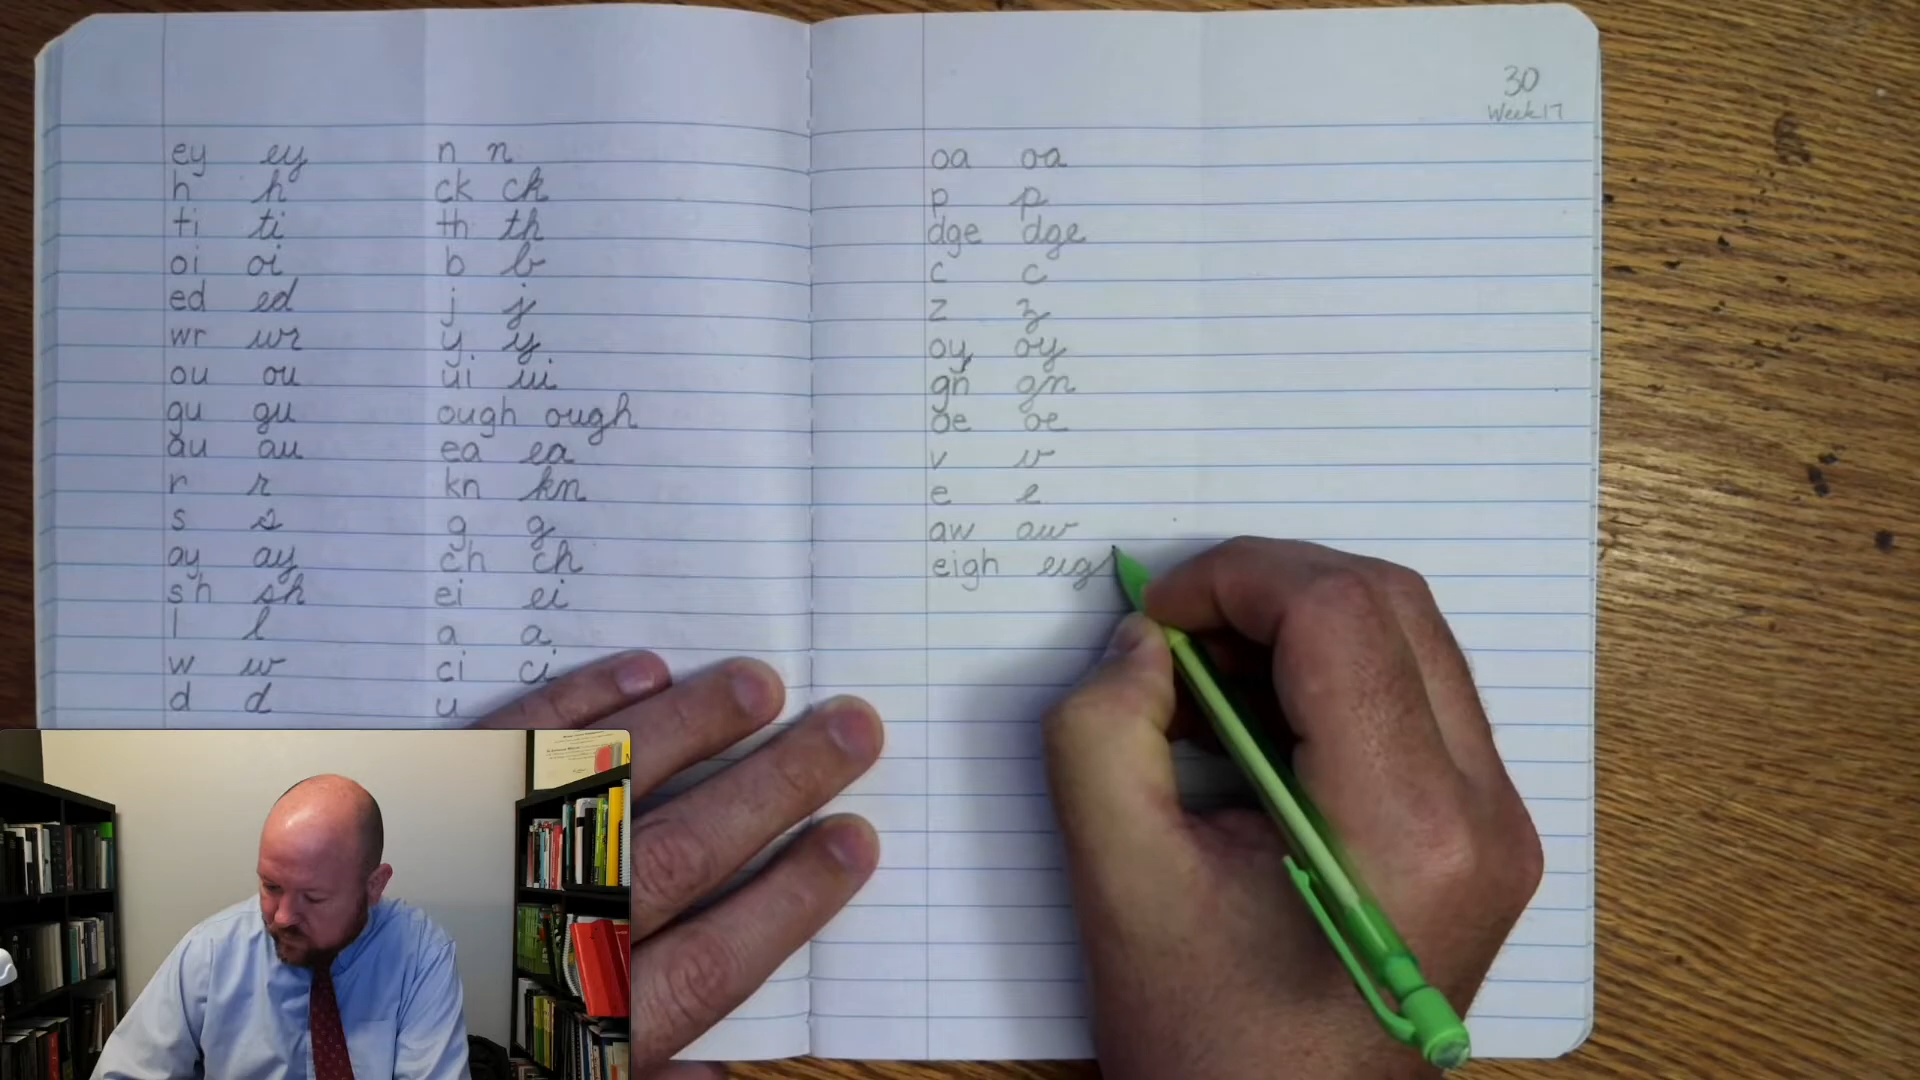 30
Week 17
ey ey
h h
ti ti
oi oi
ed ed
wr wr
ou ou
gu gu
au au
r r
s s
ay ay
sh sh
l l
w w
d d
n n
ck ck
th th
b b
j j
y y
ui ui
ough ough
ea ea
kn kn
g g
ch ch
ei ei
a a
ci ci
u
oa oa
p p
dge dge
c c
z z
oy oy
gn gn
oe oe
v v
e e
aw aw
eigh eig